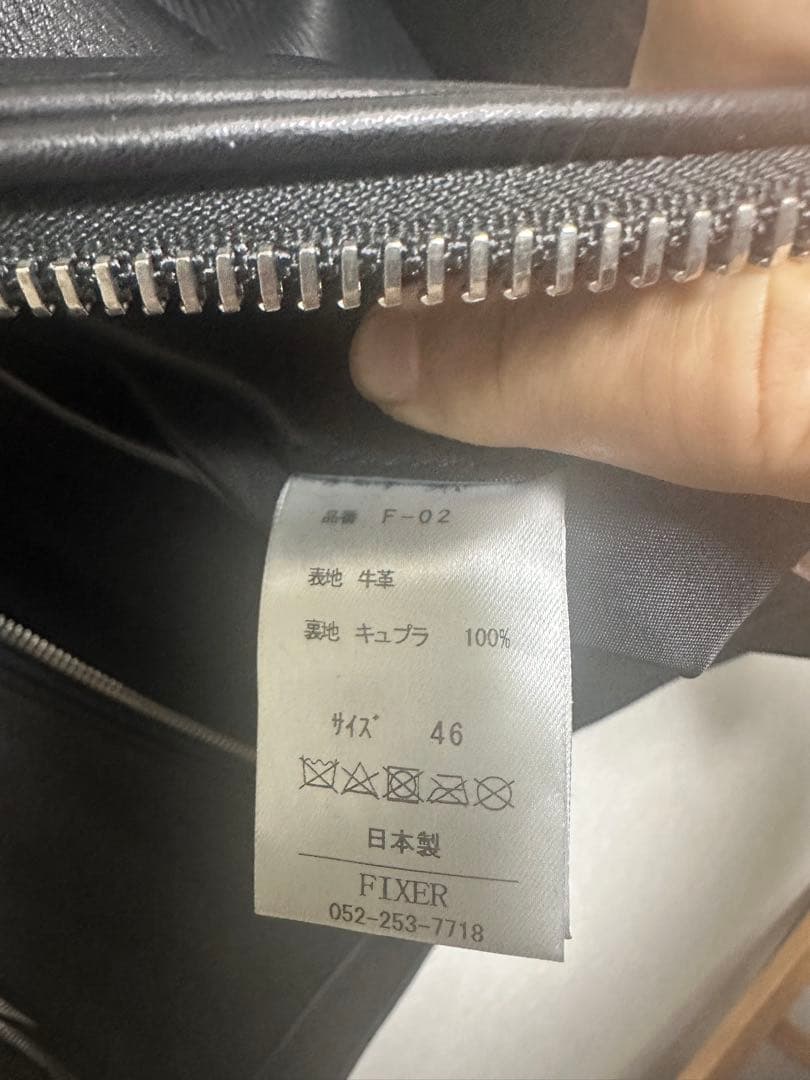 品番 F-02
表地 牛革
裏地 キュプラ 100%
ｻｲｽﾞ 46
日本製
FIXER
052-253-7718